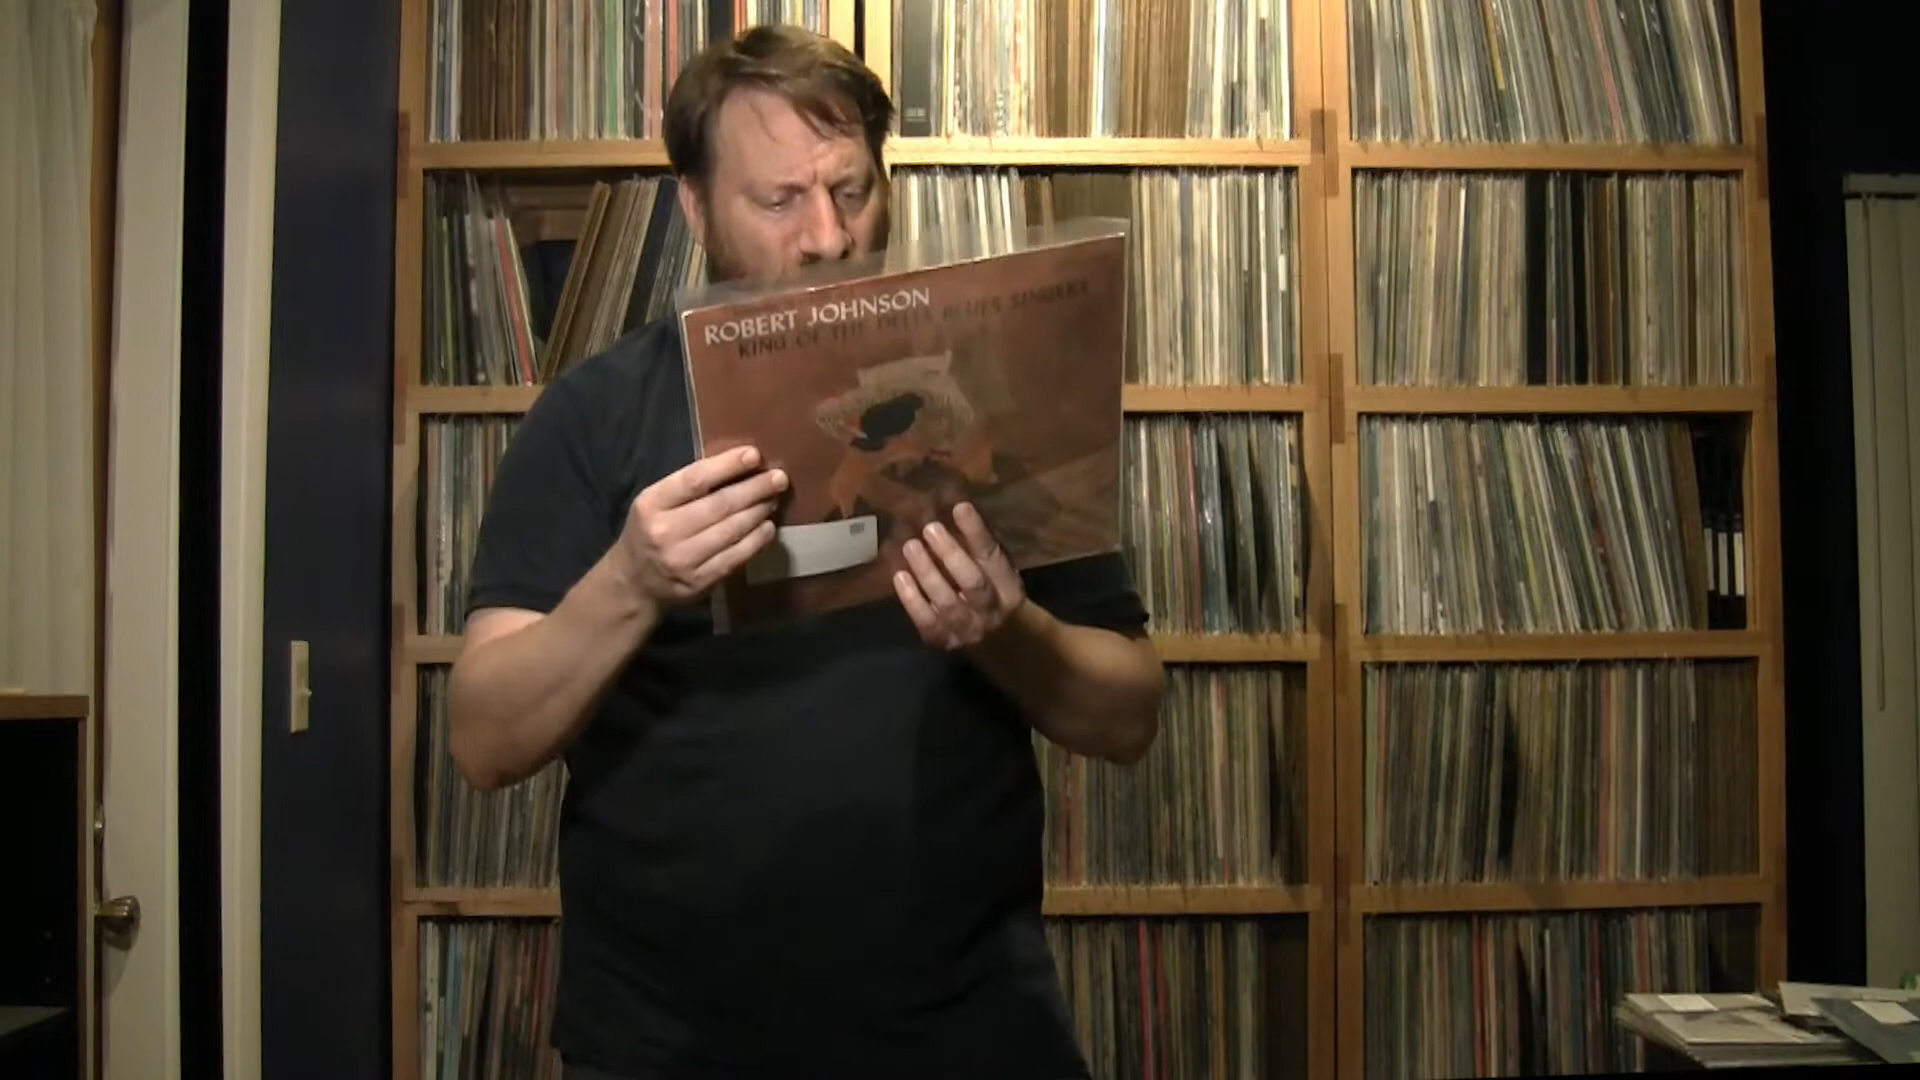 ROBERT JOHNSON
KING OF THE DELTA BLUES SINGERS